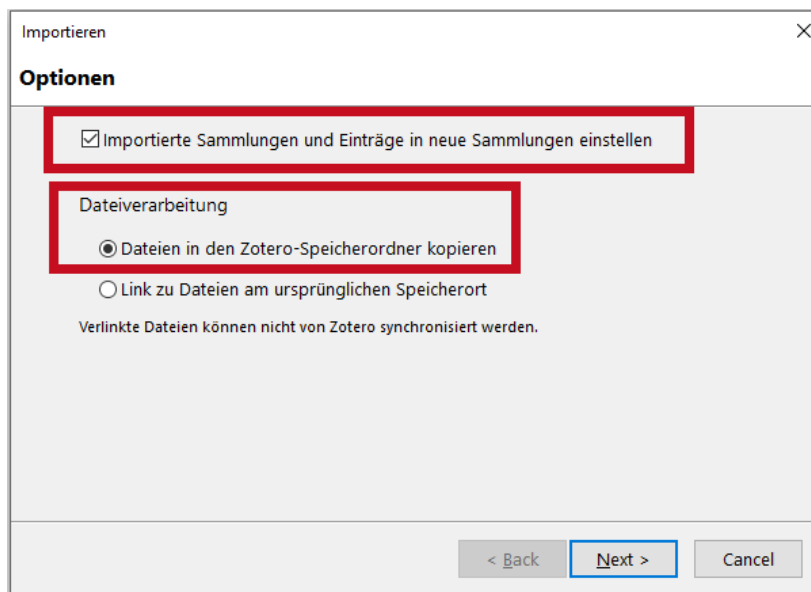 Importieren
Optionen
Importierte Sammlungen und Einträge in neue Sammlungen einstellen
Dateiverarbeitung
Dateien in den Zotero-Speicherordner kopieren
Link zu Dateien am ursprünglichen Speicherort
Verlinkte Dateien können nicht von Zotero synchronisiert werden.
< Back Next > Cancel